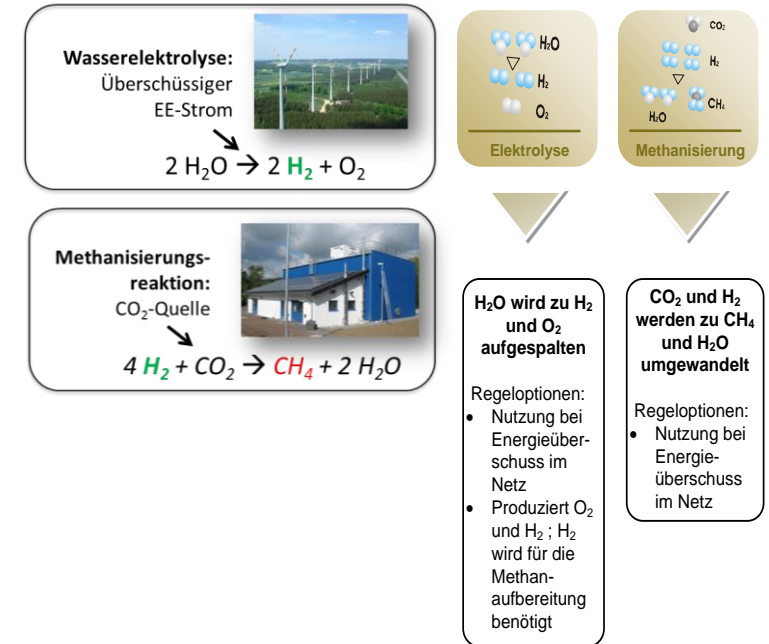 Wasserelektrolyse:
Überschüssiger
EE-Strom
2 H₂O → 2 H₂ + O₂
Methanisierungs-
reaktion:
CO₂-Quelle
4 H₂ + CO₂ → CH₄ + 2 H₂O
H₂O
H₂
O₂
Elektrolyse
CO₂
H₂
CH₄
H₂O
Methanisierung
H₂O wird zu H₂
und O₂
aufgespalten
Regeloptionen:
• Nutzung bei
Energieüber-
schuss im
Netz
• Produziert O₂
und H₂ ; H₂
wird für die
Methan-
aufbereitung
benötigt
CO₂ und H₂
werden zu CH₄
und H₂O
umgewandelt
Regeloptionen:
• Nutzung bei
Energie-
überschuss
im Netz